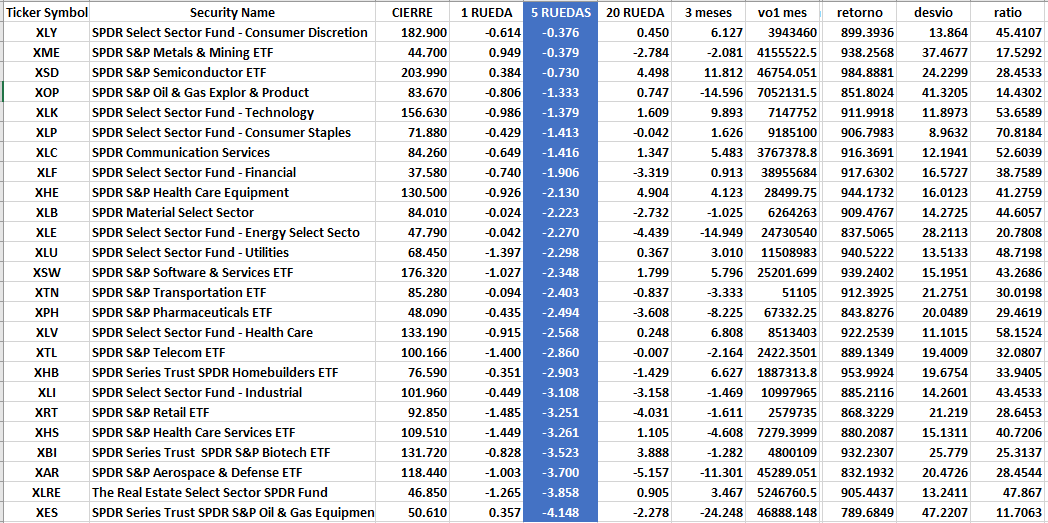 Ticker Symbol Security Name CIERRE 1 RUEDA 5 RUEDAS 20 RUEDA 3 meses vo1 mes retorno desvio ratio
XLY SPDR Select Sector Fund - Consumer Discretion 182.900 -0.614 -0.376 0.450 6.127 3943460 899.3936 13.864 45.4107
XME SPDR S&P Metals & Mining ETF 44.700 0.949 -0.379 -2.784 -2.081 4155522.5 938.2568 37.4677 17.5292
XSD SPDR S&P Semiconductor ETF 203.990 0.384 -0.730 4.498 11.812 46754.051 984.8881 24.2299 28.4533
XOP SPDR S&P Oil & Gas Explor & Product 83.670 -0.806 -1.333 0.747 -14.596 7052131.5 851.8024 41.3205 14.4302
XLK SPDR Select Sector Fund - Technology 156.630 -0.986 -1.379 1.609 9.893 7147752 911.9918 11.8973 53.6589
XLP SPDR Select Sector Fund - Consumer Staples 71.880 -0.429 -1.413 -0.042 1.626 9185100 906.7983 8.9632 70.8184
XLC SPDR Communication Services 84.260 -0.649 -1.416 1.347 5.483 3767378.8 916.3691 12.1941 52.6039
XLF SPDR Select Sector Fund - Financial 37.580 -0.740 -1.906 -3.319 0.913 38955684 917.6302 16.5727 38.7589
XHE SPDR S&P Health Care Equipment 130.500 -0.926 -2.130 4.904 4.123 28499.75 944.1732 16.0123 41.2759
XLB SPDR Material Select Sector 84.010 -0.024 -2.223 -2.732 -1.025 6264263 909.4767 14.2725 44.6057
XLE SPDR Select Sector Fund - Energy Select Secto 47.790 -0.042 -2.270 -4.439 -14.949 24730540 837.5065 28.2113 20.7808
XLU SPDR Select Sector Fund - Utilities 68.450 -1.397 -2.298 0.367 3.010 11508983 940.5222 13.5133 48.7198
XSW SPDR S&P Software & Services ETF 176.320 -1.027 -2.348 1.799 5.796 25201.699 939.2402 15.1951 43.2686
XTN SPDR S&P Transportation ETF 85.280 -0.094 -2.403 -0.837 -3.333 51105 912.3925 21.2751 30.0198
XPH SPDR S&P Pharmaceuticals ETF 48.090 -0.435 -2.494 -3.608 -8.225 67332.25 843.8276 20.0489 29.4619
XLV SPDR Select Sector Fund - Health Care 133.190 -0.915 -2.568 0.248 6.808 8513403 922.2539 11.1015 58.1524
XTL SPDR S&P Telecom ETF 100.166 -1.400 -2.860 -0.007 -2.164 2422.3501 889.1349 19.4009 32.0807
XHB SPDR Series Trust SPDR Homebuilders ETF 76.590 -0.351 -2.903 -1.429 6.627 1887313.8 953.9924 19.6754 33.9405
XLI SPDR Select Sector Fund - Industrial 101.960 -0.449 -3.108 -3.158 -1.469 10997965 885.2116 14.2601 43.4533
XRT SPDR S&P Retail ETF 92.850 -1.485 -3.251 -4.031 -1.611 2579735 868.3229 21.219 28.6453
XHS SPDR S&P Health Care Services ETF 109.510 -1.449 -3.261 1.105 -4.608 7279.3999 880.2087 15.1311 40.7206
XBI SPDR Series Trust SPDR S&P Biotech ETF 131.720 -0.828 -3.523 3.888 -1.282 4800109 932.2307 25.779 25.3137
XAR SPDR S&P Aerospace & Defense ETF 118.440 -1.003 -3.700 -5.157 -11.301 45289.051 832.1932 20.4726 28.4544
XLRE The Real Estate Select Sector SPDR Fund 46.850 -1.265 -3.858 0.905 3.467 5246760.5 905.4437 13.2411 47.867
XES SPDR Series Trust SPDR S&P Oil & Gas Equipmen 50.610 0.357 -4.148 -2.278 -24.248 46888.148 789.6849 47.2207 11.7063